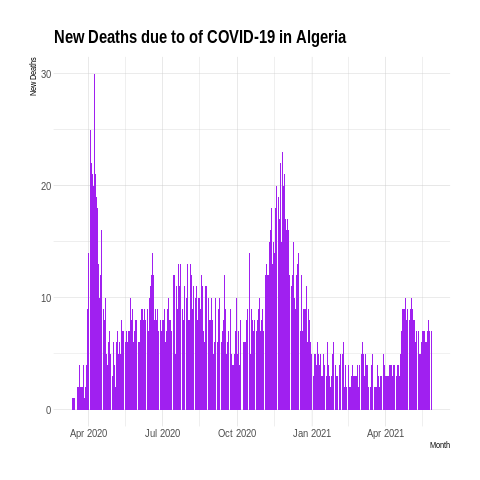 New Deaths due to of COVID-19 in Algeria
New Deaths
30
20
10
0
Apr 2020 Jul 2020 Oct 2020 Jan 2021 Apr 2021
Month